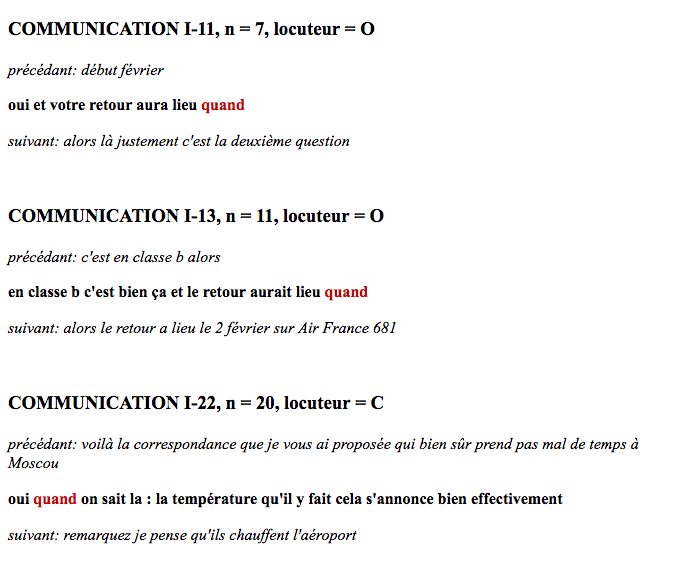 COMMUNICATION I-11, n = 7, locuteur = O
précédant: début février
oui et votre retour aura lieu quand
suivant: alors là justement c'est la deuxième question
COMMUNICATION I-13, n = 11, locuteur = O
précédant: c'est en classe b alors
en classe b c'est bien ça et le retour aurait lieu quand
suivant: alors le retour a lieu le 2 février sur Air France 681
COMMUNICATION I-22, n = 20, locuteur = C
précédant: voilà la correspondance que je vous ai proposée qui bien sûr prend pas mal de temps à
Moscou
oui quand on sait la : la température qu'il y fait cela s'annonce bien effectivement
suivant: remarquez je pense qu'ils chauffent l'aéroport